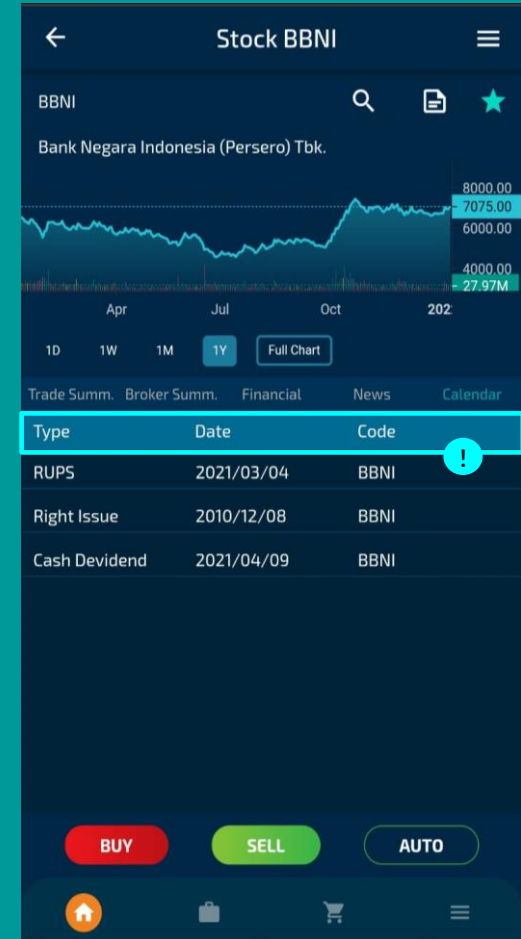 Stock BBNI
BBNI
Bank Negara Indonesia (Persero) Tbk.
8000.00
7075.00
6000.00
4000.00
27.97M
Apr Jul Oct 202
1D 1W 1M 1Y Full Chart
Trade Summ. Broker Summ. Financial News Calendar
Type Date Code
!
RUPS 2021/03/04 BBNI
Right Issue 2010/12/08 BBNI
Cash Devidend 2021/04/09 BBNI
BUY SELL AUTO